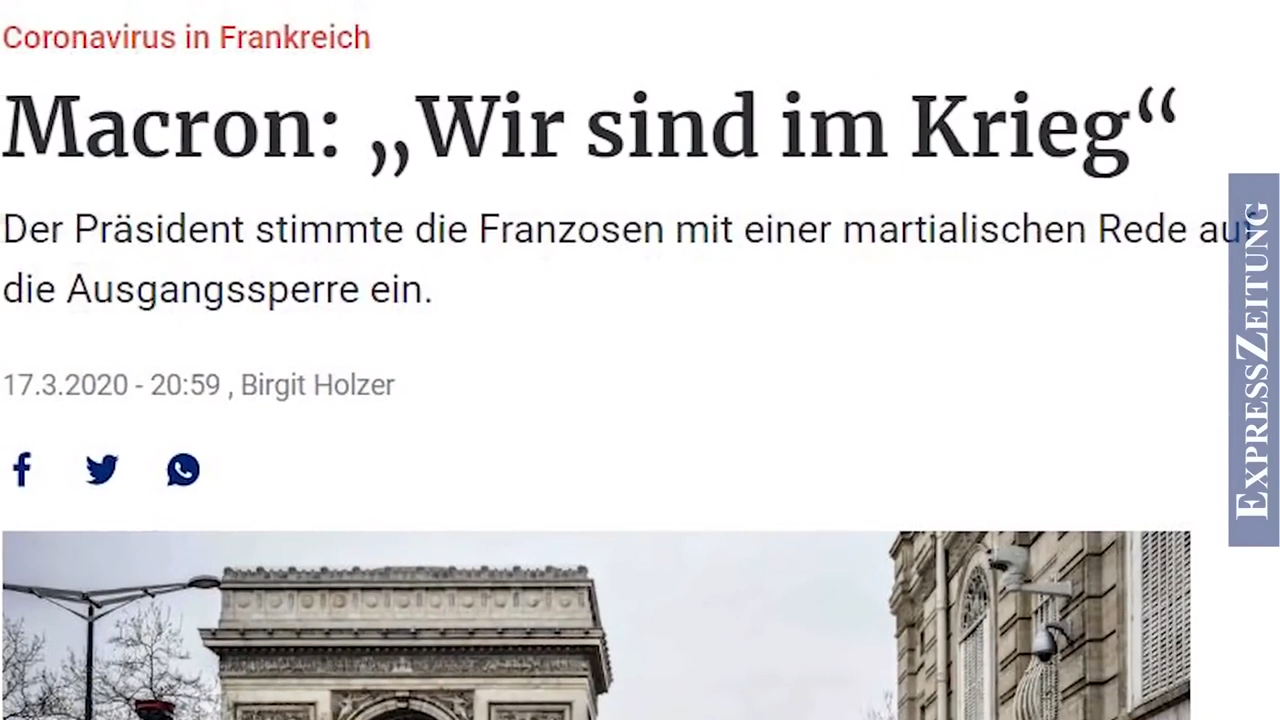 Coronavirus in Frankreich
Macron: „Wir sind im Krieg“
Der Präsident stimmte die Franzosen mit einer martialischen Rede auf
die Ausgangssperre ein.
17.3.2020 - 20:59 , Birgit Holzer
EXPRESSZEITUNG